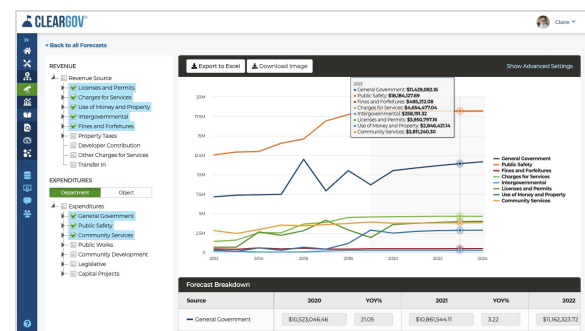 CLEARGOV®
Claire
< Back to all Forecasts
REVENUE
Revenue Source
Licenses and Permits
Charges for Services
Use of Money and Property
Intergovernmental
Fines and Forfeitures
Property Taxes
Developer Contribution
Other Charges for Services
Transfer In
EXPENDITURES
Department Object
Expenditures
General Government
Public Safety
Community Services
Public Works
Community Development
Legislative
Capital Projects
Export to Excel Download Image Show Advanced Settings
2023
General Government: $11,429,082.16
Public Safety: $18,184,127.69
Fines and Forfeitures: $485,212.08
Charges for Services: $4,654,477.04
Intergovernmental: $258,191.32
Licenses and Permits: $3,950,797.16
Use of Money and Property: $2,846,421.14
Community Services: $3,811,240.30
20M
17.5M
15M
12.5M
10M
7.5M
5M
2.5M
0
2012 2014 2016 2018 2020 2022 2024
General Government
Public Safety
Fines and Forfeitures
Charges for Services
Intergovernmental
Licenses and Permits
Use of Money and Property
Community Services
Forecast Breakdown
Source 2020 YOY% 2021 YOY% 2022
General Government $10,523,046.46 21.05 $10,861,544.11 3.22 $11,162,323.72